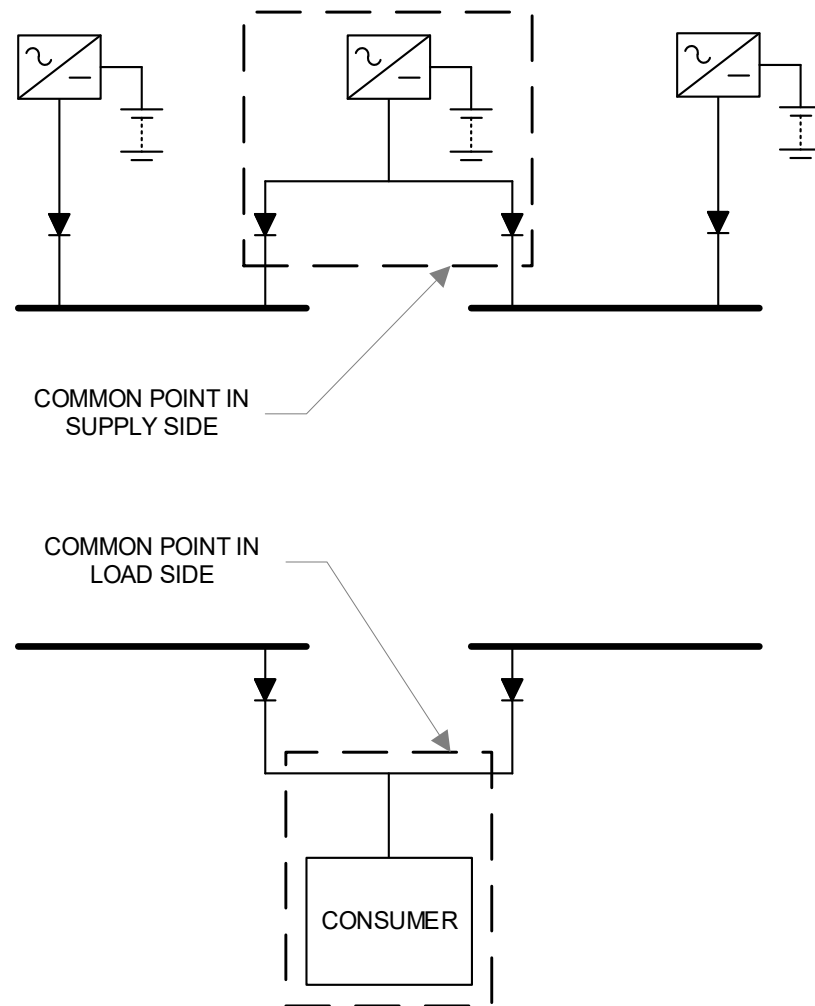 COMMON POINT IN
SUPPLY SIDE
COMMON POINT IN
LOAD SIDE
CONSUMER